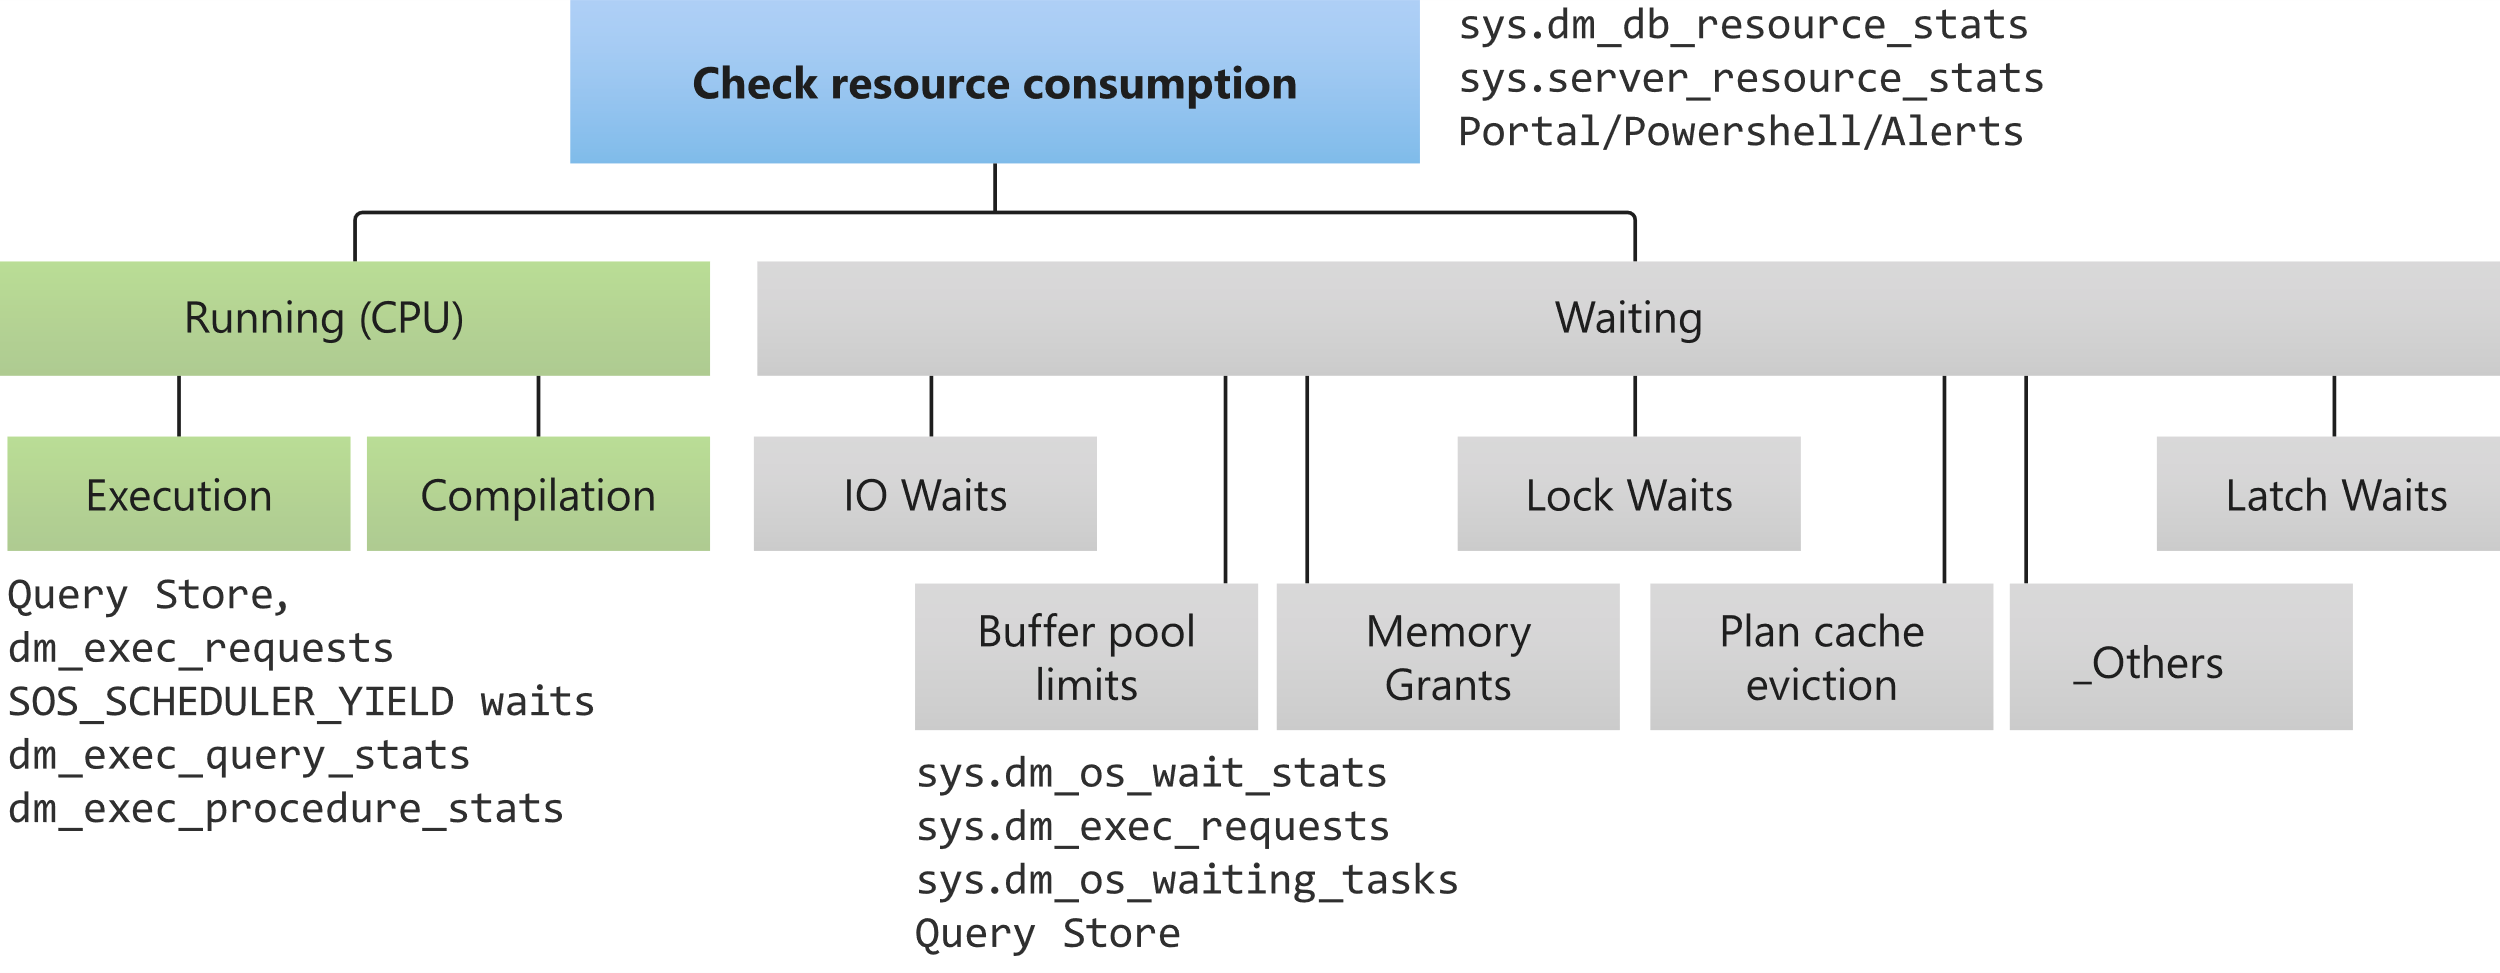 Check resource consumption
sys.dm_db_resource_stats
sys.server_resource_stats
Portal/Powershell/Alerts
Running (CPU)
Waiting
Execution
Compilation
IO Waits
Lock Waits
Latch Waits
Buffer pool
limits
Memory
Grants
Plan cache
eviction
_Others
Query Store,
dm_exec_requests
SOS_SCHEDULER_YIELD waits
dm_exec_query_stats
dm_exec_procedure_stats
sys.dm_os_wait_stats
sys.dm_exec_requests
sys.dm_os_waiting_tasks
Query Store